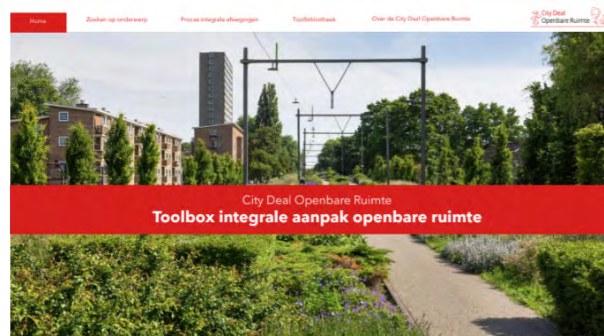 Home
Zoeken op onderwerp
Proces integrale afwegingen
Toolbibliotheek
Over de City Deal Openbare Ruimte
City Deal
Openbare Ruimte
City Deal Openbare Ruimte
Toolbox integrale aanpak openbare ruimte